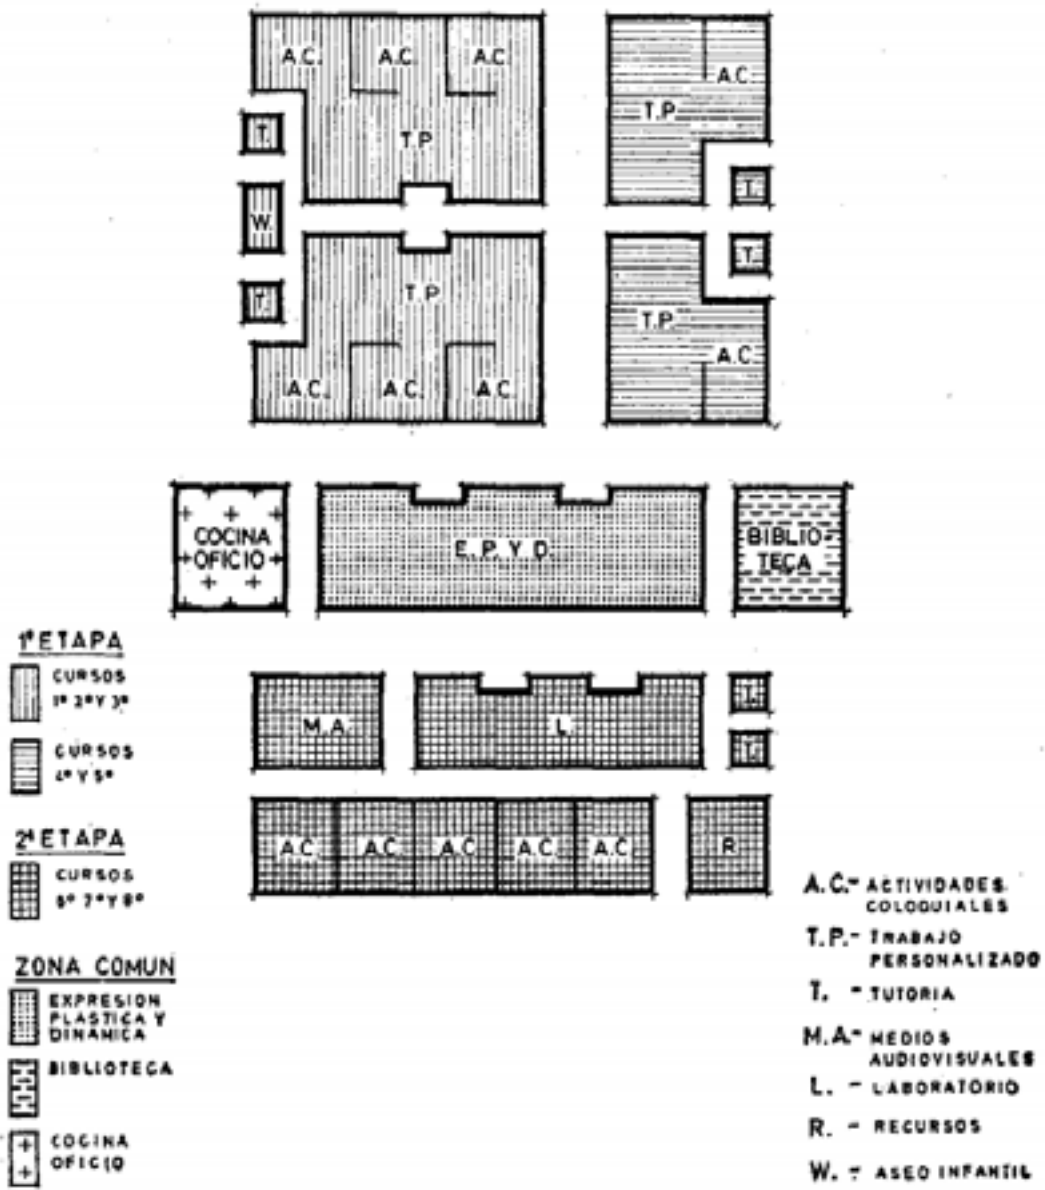 A.C. A.C. A.C.
A.C.
T.P.
T.
T.P.
T.
W.
T.
T.P.
T.
T.P.
A.C.
A.C. A.C. A.C.
COCINA
OFICIO
E. P. Y D.
BIBLIO-
TECA
M.A.
L.
T.
T.
A.C. A.C. A.C. A.C. A.C.
R
1ª ETAPA
CURSOS
1º 2º Y 3º
CURSOS
4º Y 5º
2ª ETAPA
CURSOS
6º 7º Y 8º
ZONA COMUN
EXPRESION
PLASTICA Y
DINAMICA
BIBLIOTECA
COCINA
OFICIO
A.C.- ACTIVIDADES
COLOQUIALES
T.P.- TRABAJO
PERSONALIZADO
T. - TUTORIA
M.A.- MEDIOS
AUDIOVISUALES
L. - LABORATORIO
R. - RECURSOS
W. - ASEO INFANTIL